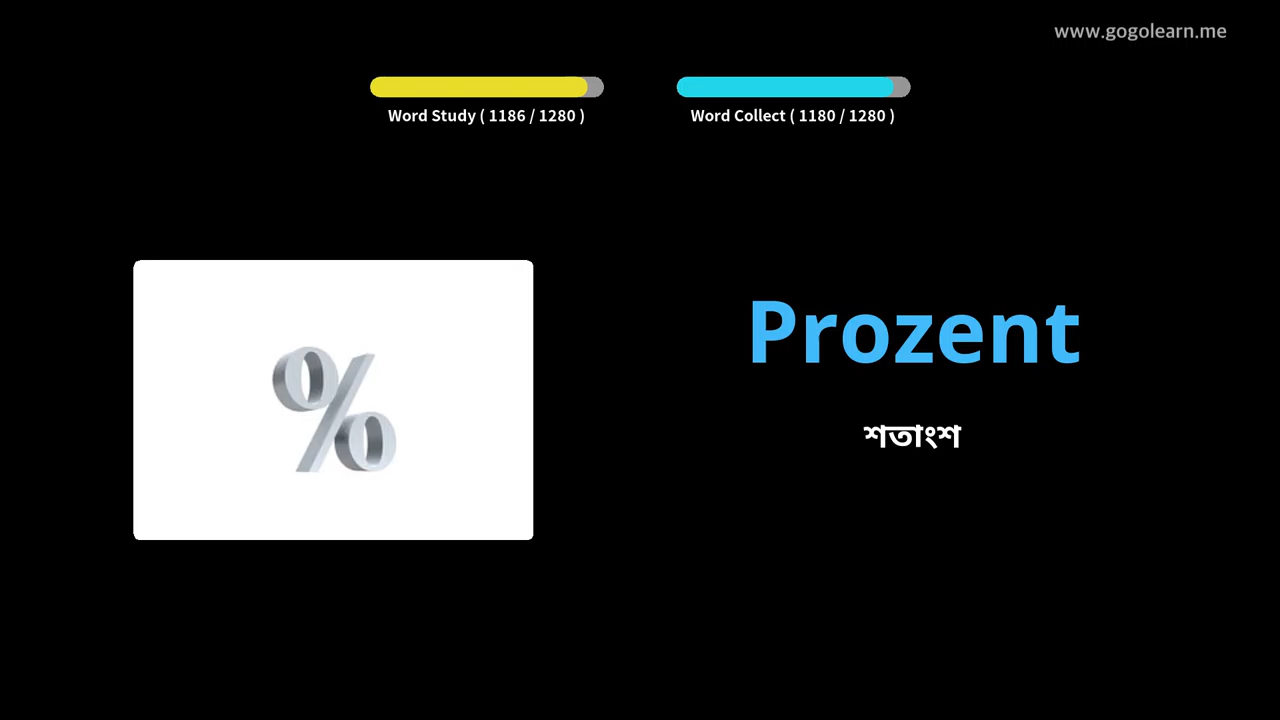 www.gogolearn.me
Word Study ( 1186 / 1280 )
Word Collect ( 1180 / 1280 )
%
Prozent
শতাংশ